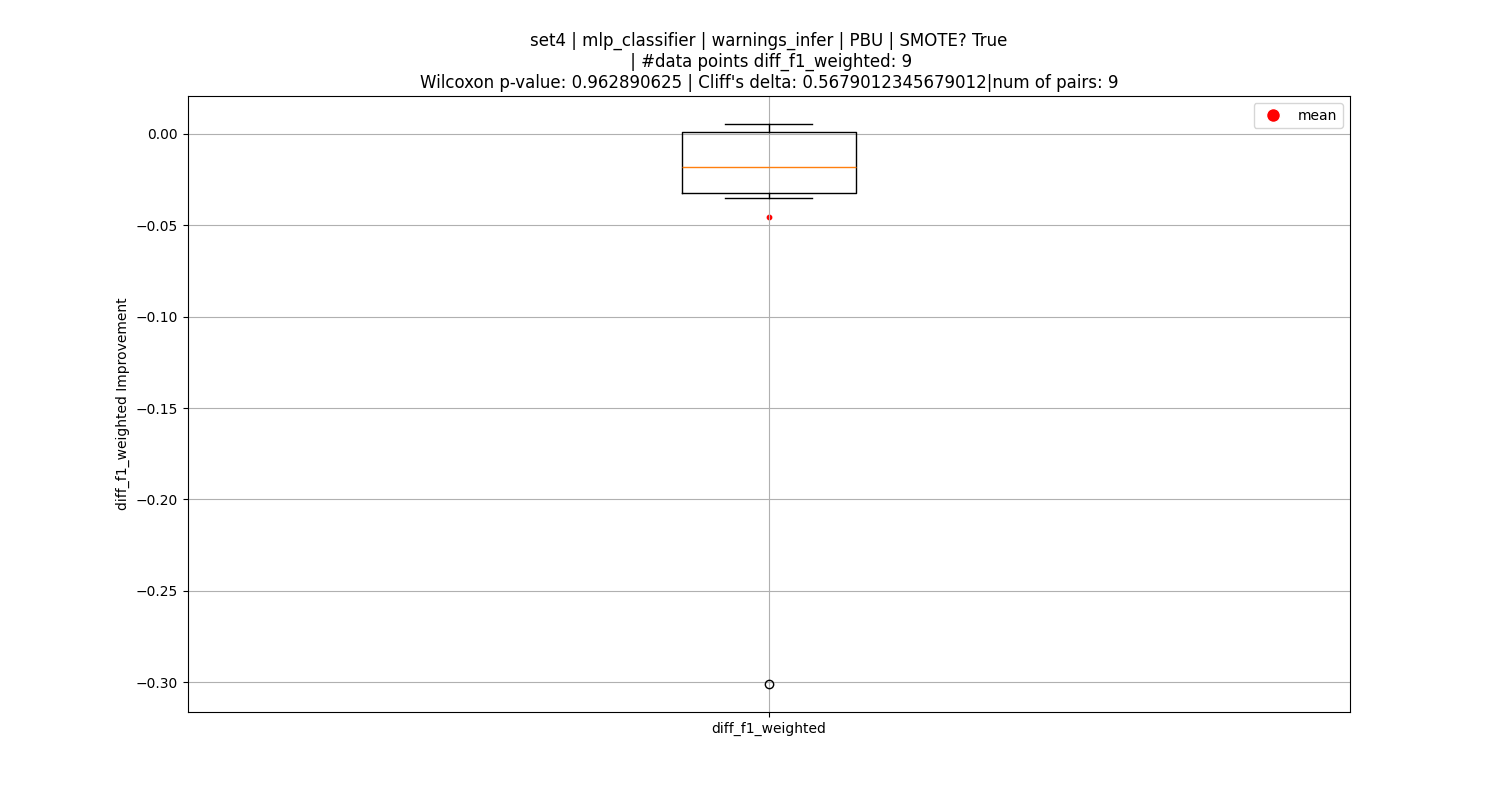 set4 | mlp_classifier | warnings_infer | PBU | SMOTE? True
| #data points diff_f1_weighted: 9
Wilcoxon p-value: 0.962890625 | Cliff's delta: 0.5679012345679012|num of pairs: 9
mean
0.00
−0.05
−0.10
−0.15
−0.20
−0.25
−0.30
diff_f1_weighted Improvement
diff_f1_weighted